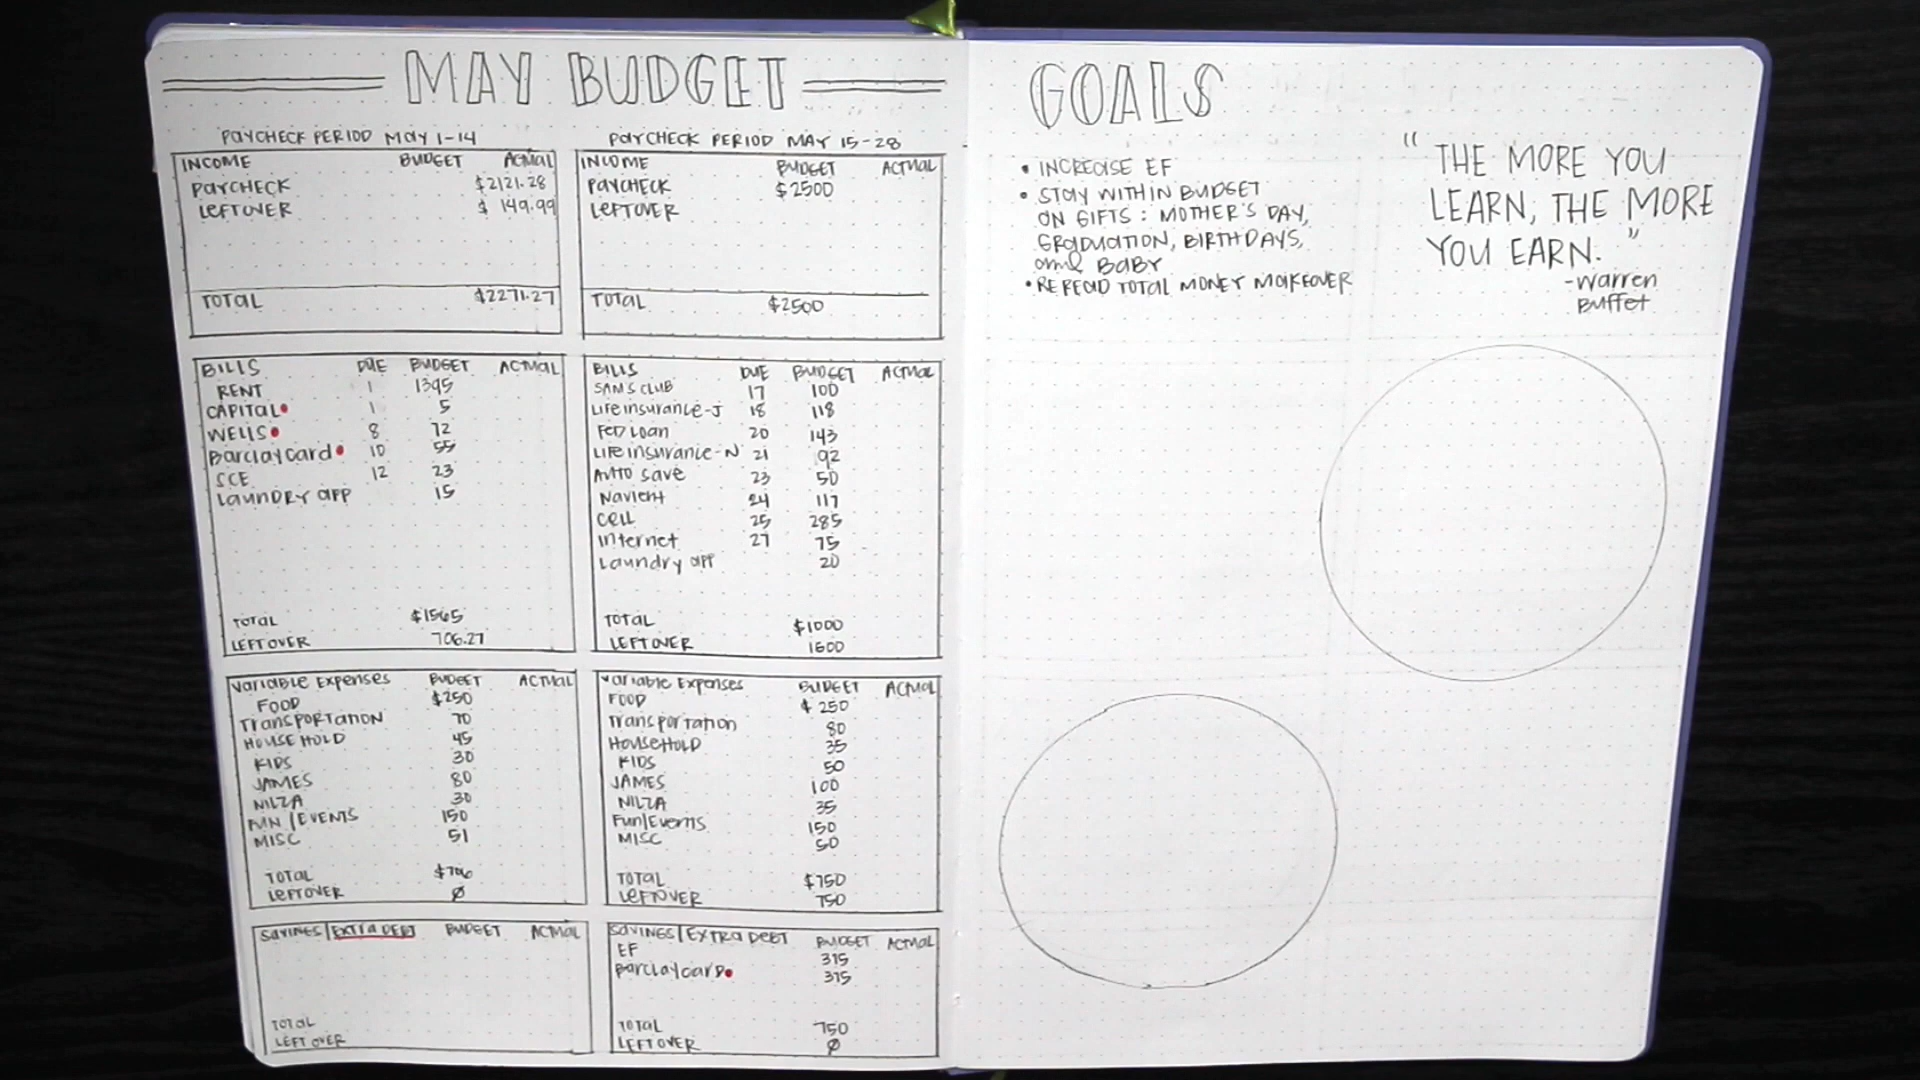 MAY BUDGET
PAYCHECK PERIOD MAY 1-14
INCOME BUDGET ACTUAL
PAYCHECK $2121.28
LEFTOVER $ 149.99
TOTAL $2271.27
BILLS DUE BUDGET ACTUAL
RENT 1 1395
CAPITAL 1 5
WELLS 8 72
Barclaycard 10 55
SCE 12 23
LAUNDRY APP 15
TOTAL $1565
LEFTOVER 706.27
Variable Expenses BUDGET ACTUAL
FOOD $250
TRANSPORTATION 70
HOUSEHOLD 45
KIDS 30
JAMES 80
NILZA 30
FUN/EVENTS 150
MISC 51
TOTAL $706
LEFTOVER Ø
SAVINGS/EXTRA DEBT BUDGET ACTUAL
TOTAL
LEFT OVER
PAYCHECK PERIOD MAY 15-28
INCOME BUDGET ACTUAL
PAYCHECK $2500
LEFTOVER
TOTAL $2500
BILLS DUE BUDGET ACTUAL
SAMS CLUB 17 100
Life insurance-J 18 118
FED Loan 20 143
Life insurance-N 21 92
Auto save 23 50
Navient 24 117
Cell 25 285
Internet 27 75
Laundry app 20
TOTAL $1000
LEFTOVER 1500
Variable Expenses BUDGET ACTUAL
FOOD $250
Transportation 80
HouseHOLD 35
KIDS 50
JAMES 100
NILZA 35
Fun/Events 150
MISC 50
TOTAL $750
LEFTOVER 750
SAVINGS/EXTRA DEBT BUDGET ACTUAL
EF 375
Barclaycard 375
TOTAL 750
LEFTOVER Ø
GOALS
• INCREASE EF
• STAY WITHIN BUDGET
ON GIFTS: MOTHER'S DAY,
GRADUATION, BIRTHDAYS,
and BABY
• REREAD TOTAL MONEY MAKEOVER
"THE MORE YOU
LEARN, THE MORE
YOU EARN."
-Warren
Buffet